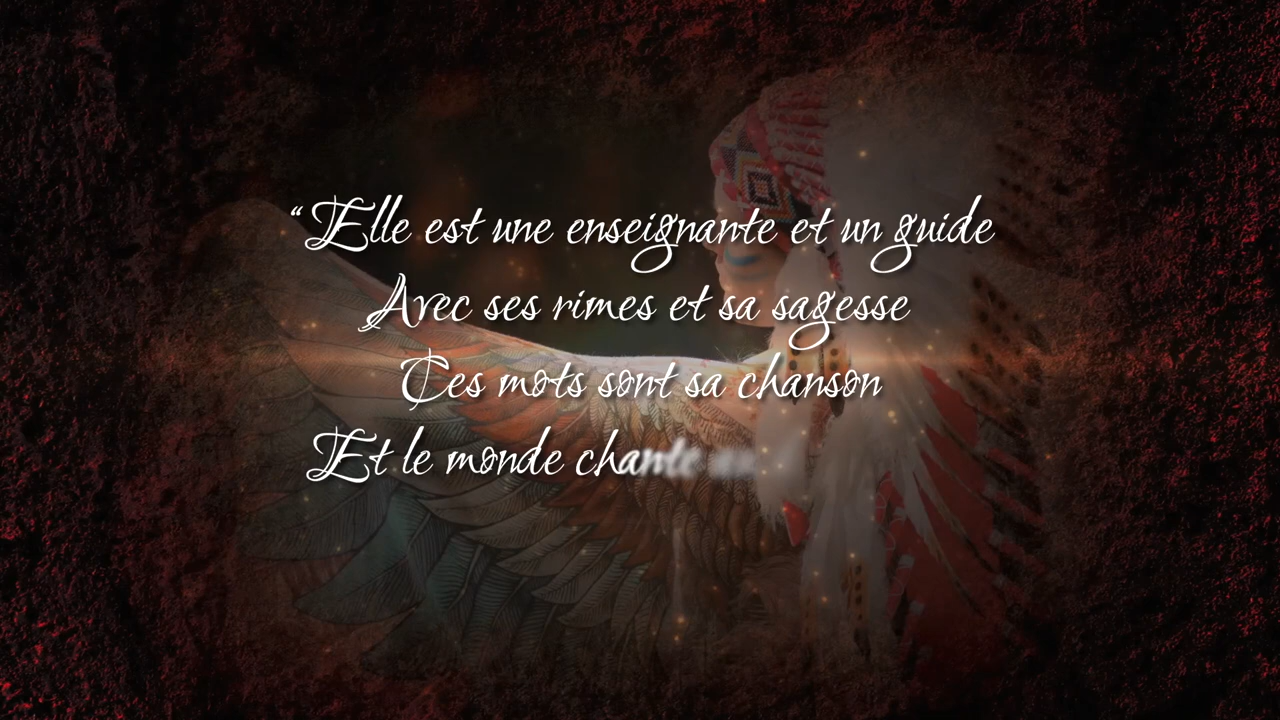 “Elle est une enseignante et un guide
Avec ses rimes et sa sagesse
Ces mots sont sa chanson
Et le monde chante